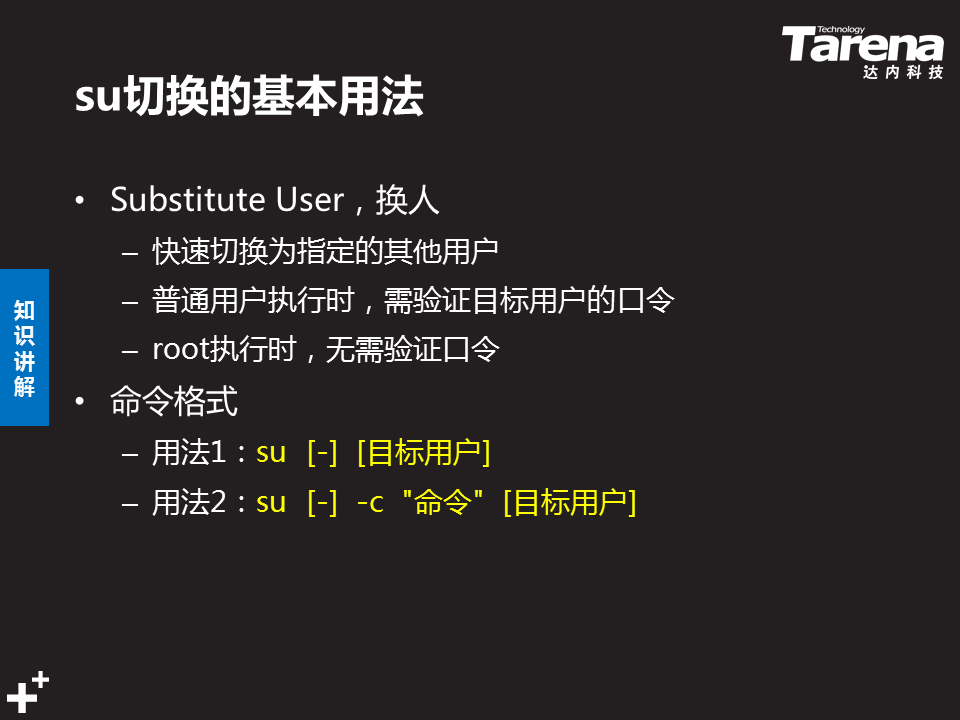 Technology
Tarena
达内科技
su切换的基本用法
• Substitute User，换人
– 快速切换为指定的其他用户
– 普通用户执行时，需验证目标用户的口令
– root执行时，无需验证口令
• 命令格式
– 用法1：su [-] [目标用户]
– 用法2：su [-] -c "命令" [目标用户]
知识讲解